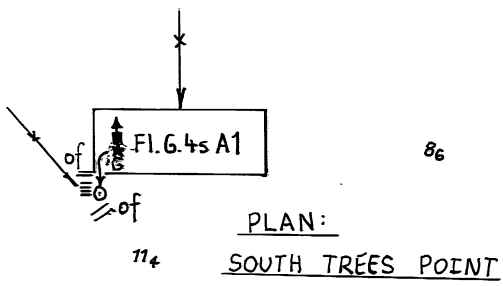 Fl.G.4s A1
of
8₆
of
PLAN:
11₄
SOUTH TREES POINT